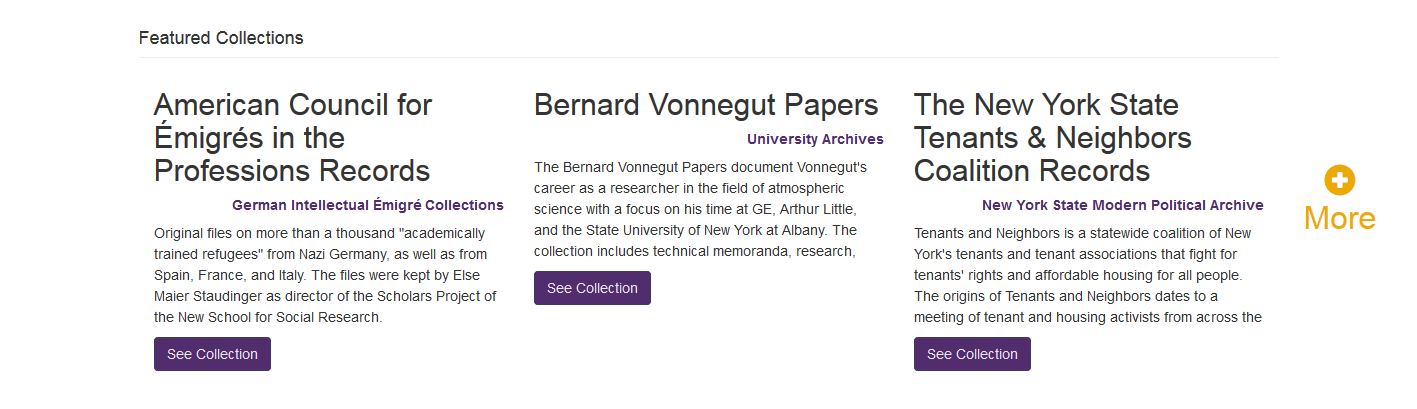 Featured Collections
American Council for
Émigrés in the
Professions Records
German Intellectual Émigré Collections
Original files on more than a thousand "academically
trained refugees" from Nazi Germany, as well as from
Spain, France, and Italy. The files were kept by Else
Maier Staudinger as director of the Scholars Project of
the New School for Social Research.
See Collection
Bernard Vonnegut Papers
University Archives
The Bernard Vonnegut Papers document Vonnegut's
career as a researcher in the field of atmospheric
science with a focus on his time at GE, Arthur Little,
and the State University of New York at Albany. The
collection includes technical memoranda, research,
See Collection
The New York State
Tenants & Neighbors
Coalition Records
New York State Modern Political Archive
Tenants and Neighbors is a statewide coalition of New
York's tenants and tenant associations that fight for
tenants' rights and affordable housing for all people.
The origins of Tenants and Neighbors dates to a
meeting of tenant and housing activists from across the
See Collection
More